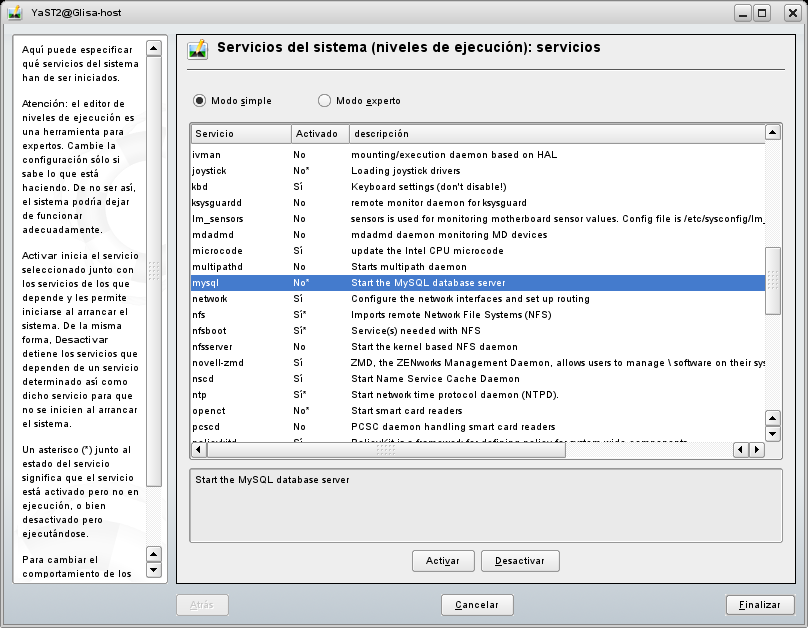 YaST2@Glisa-host
Aquí puede especificar
qué servicios del sistema
han de ser iniciados.
Atención: el editor de
niveles de ejecución es
una herramienta para
expertos. Cambie la
configuración sólo si
sabe lo que está
haciendo. De no ser así,
el sistema podría dejar
de funcionar
adecuadamente.
Activar inicia el servicio
seleccionado junto con
los servicios de los que
depende y les permite
iniciarse al arrancar el
sistema. De la misma
forma, Desactivar
detiene los servicios que
dependen de un servicio
determinado así como
dicho servicio para que
no se inicien al arrancar
el sistema.
Un asterisco (*) junto al
estado del servicio
significa que el servicio
está activado pero no en
ejecución, o bien
desactivado pero
ejecutándose.
Para cambiar el
comportamiento de los
Servicios del sistema (niveles de ejecución): servicios
Modo simple Modo experto
Servicio Activado descripción
ivman No mounting/execution daemon based on HAL
joystick No* Loading joystick drivers
kbd Sí Keyboard settings (don't disable!)
ksysguardd No remote monitor daemon for ksysguard
lm_sensors No sensors is used for monitoring motherboard sensor values. Config file is /etc/sysconfig/lm_
mdadmd No mdadmd daemon monitoring MD devices
microcode Sí update the Intel CPU microcode
multipathd No Starts multipath daemon
mysql No* Start the MySQL database server
network Sí Configure the network interfaces and set up routing
nfs Sí* Imports remote Network File Systems (NFS)
nfsboot Sí* Service(s) needed with NFS
nfsserver No Start the kernel based NFS daemon
novell-zmd Sí ZMD, the ZENworks Management Daemon, allows users to manage \ software on their sys
nscd Sí Start Name Service Cache Daemon
ntp Sí* Start network time protocol daemon (NTPD).
openct No* Start smart card readers
pcscd No PCSC daemon handling smart card readers
policykitd Sí PolicyKit is a framework for defining policy for system-wide components
Start the MySQL database server
Activar Desactivar
Atrás Cancelar Finalizar